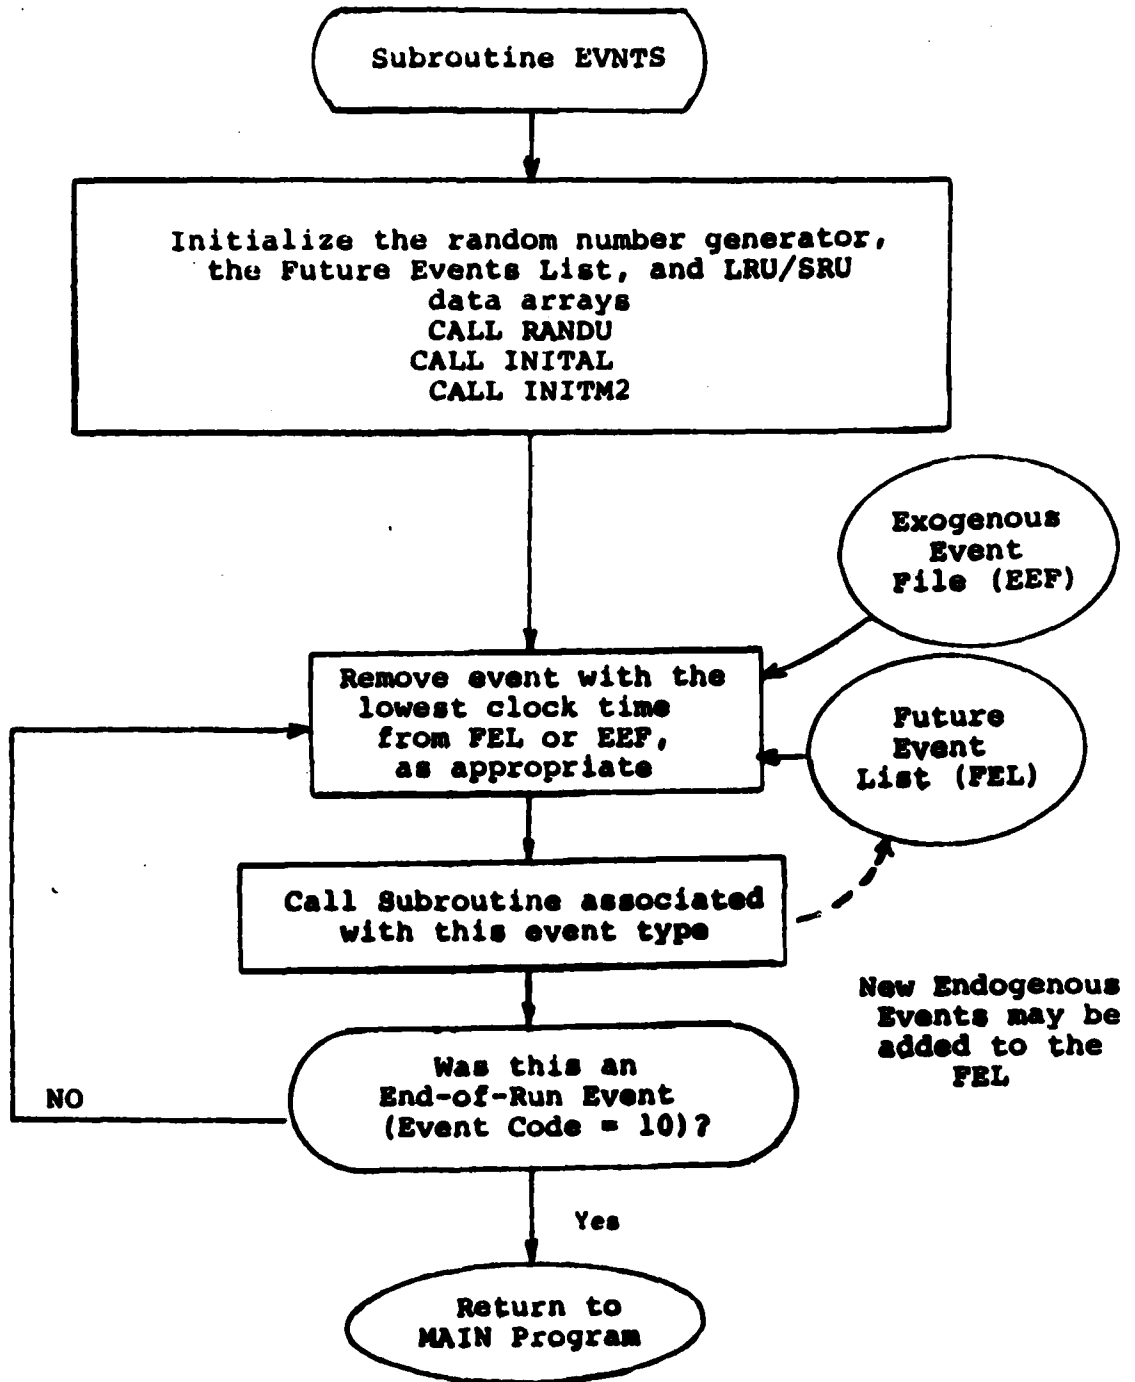 Subroutine EVNTS
Initialize the random number generator,
the Future Events List, and LRU/SRU
data arrays
CALL RANDU
CALL INITAL
CALL INITM2
Exogenous
Event
File (EEF)
Remove event with the
lowest clock time
from FEL or EEF,
as appropriate
Future
Event
List (FEL)
Call Subroutine associated
with this event type
New Endogenous
Events may be
added to the
FEL
Was this an
End-of-Run Event
(Event Code = 10)?
NO
Yes
Return to
MAIN Program